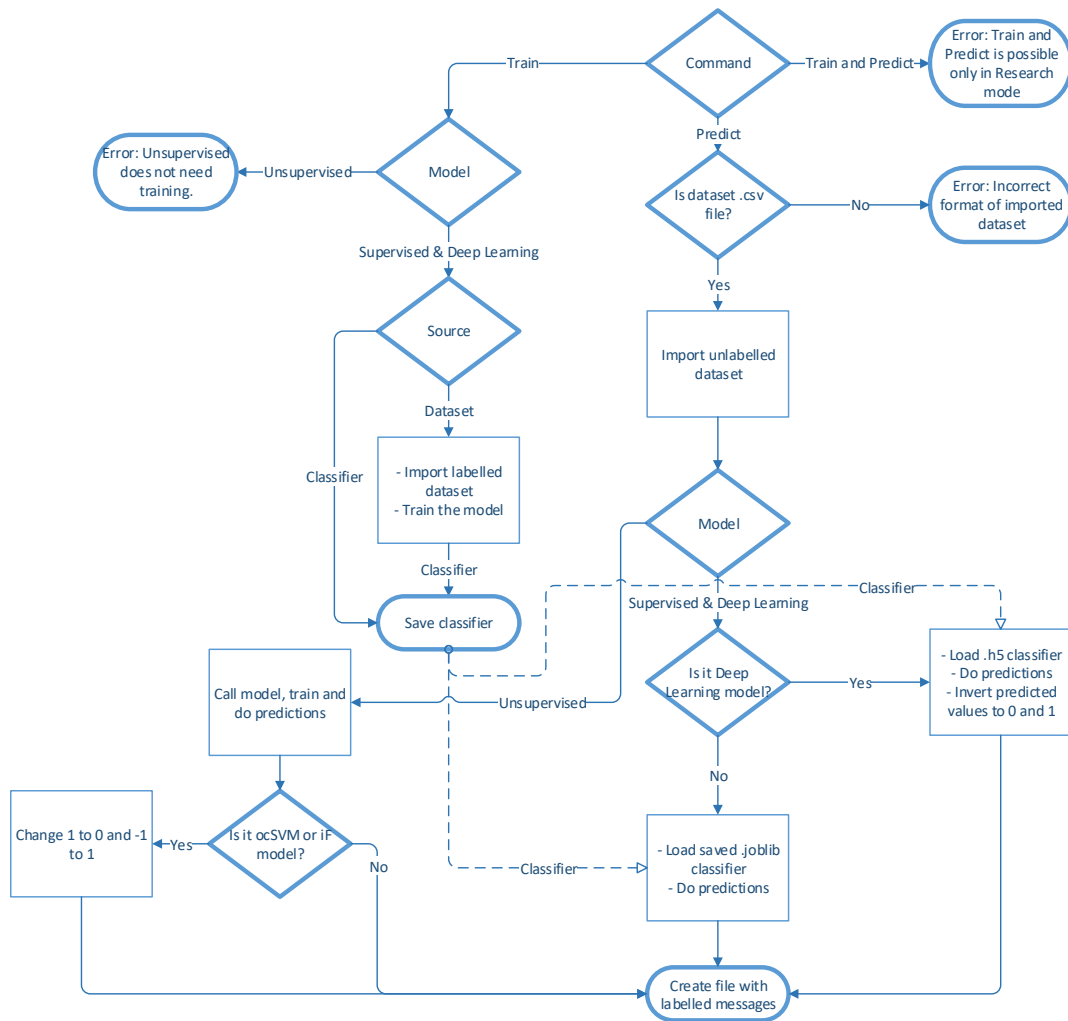 Error: Train and
Predict is possible
only in Research
mode
Train
Command
Train and Predict
Predict
Error: Unsupervised
does not need
training.
Unsupervised
Model
Is dataset .csv
file?
No
Error: Incorrect
format of imported
dataset
Supervised & Deep Learning
Yes
Source
Import unlabelled
dataset
Dataset
Classifier
- Import labelled
dataset
- Train the model
Model
Classifier
Classifier
Supervised & Deep Learning
Save classifier
- Load .h5 classifier
- Do predictions
- Invert predicted
values to 0 and 1
Is it Deep
Learning model?
Yes
Call model, train and
do predictions
Unsupervised
No
Change 1 to 0 and -1
to 1
Yes
Is it ocSVM or iF
model?
No
Classifier
- Load saved .joblib
classifier
- Do predictions
Create file with
labelled messages